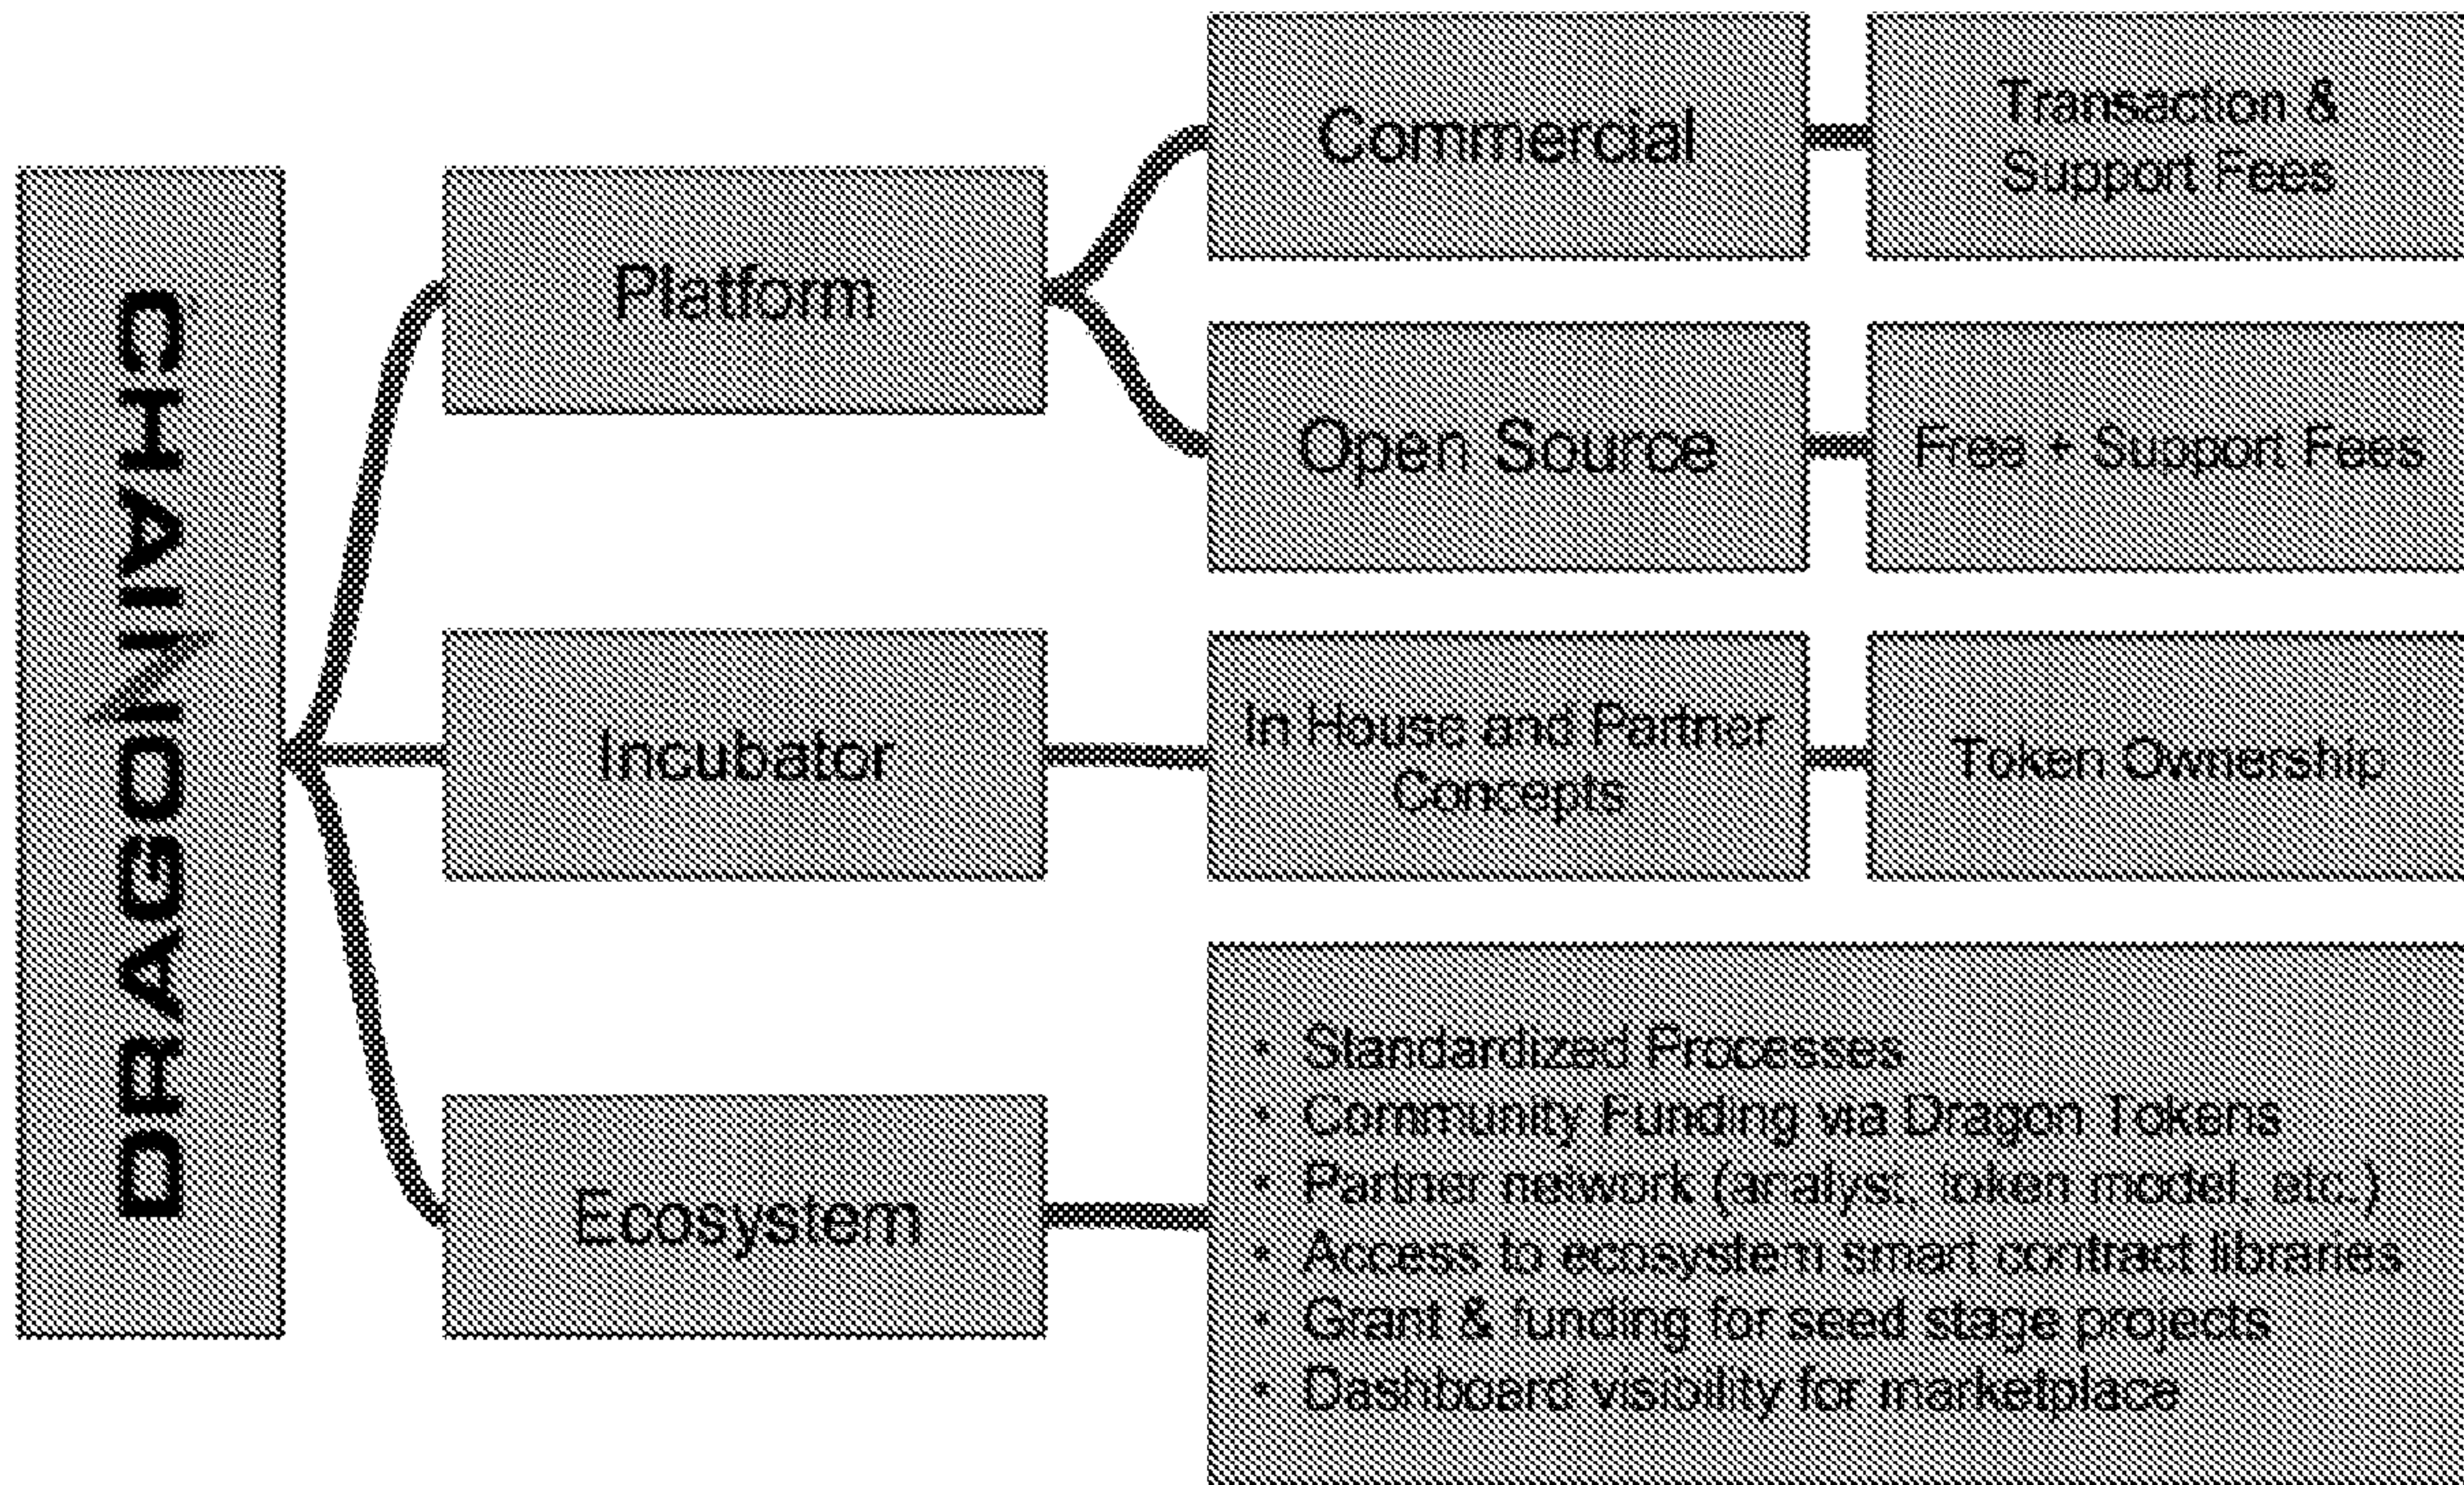 CHAINOGARD
Platform
Commercial
Transaction &
Support Fees
Open Source
Free + Support Fees
Incubator
In House and Partner
Concepts
Token Ownership
Ecosystem
• Standardized Processes
• Community Funding via Dragon Tokens
• Partner network (analyst, token model, etc.)
• Access to ecosystem smart contract libraries
• Grant & funding for seed stage projects
• Dashboard visibility for marketplace